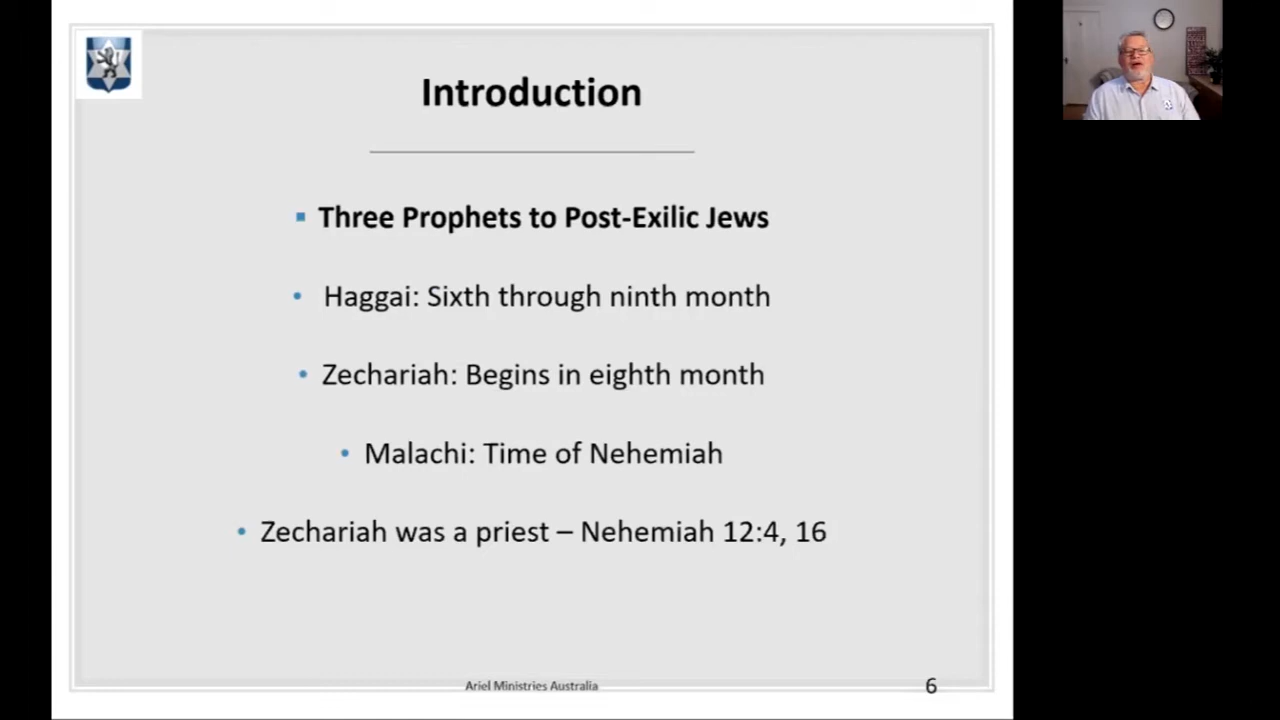 Introduction
Three Prophets to Post-Exilic Jews
Haggai: Sixth through ninth month
Zechariah: Begins in eighth month
Malachi: Time of Nehemiah
Zechariah was a priest – Nehemiah 12:4, 16
Ariel Ministries Australia
6